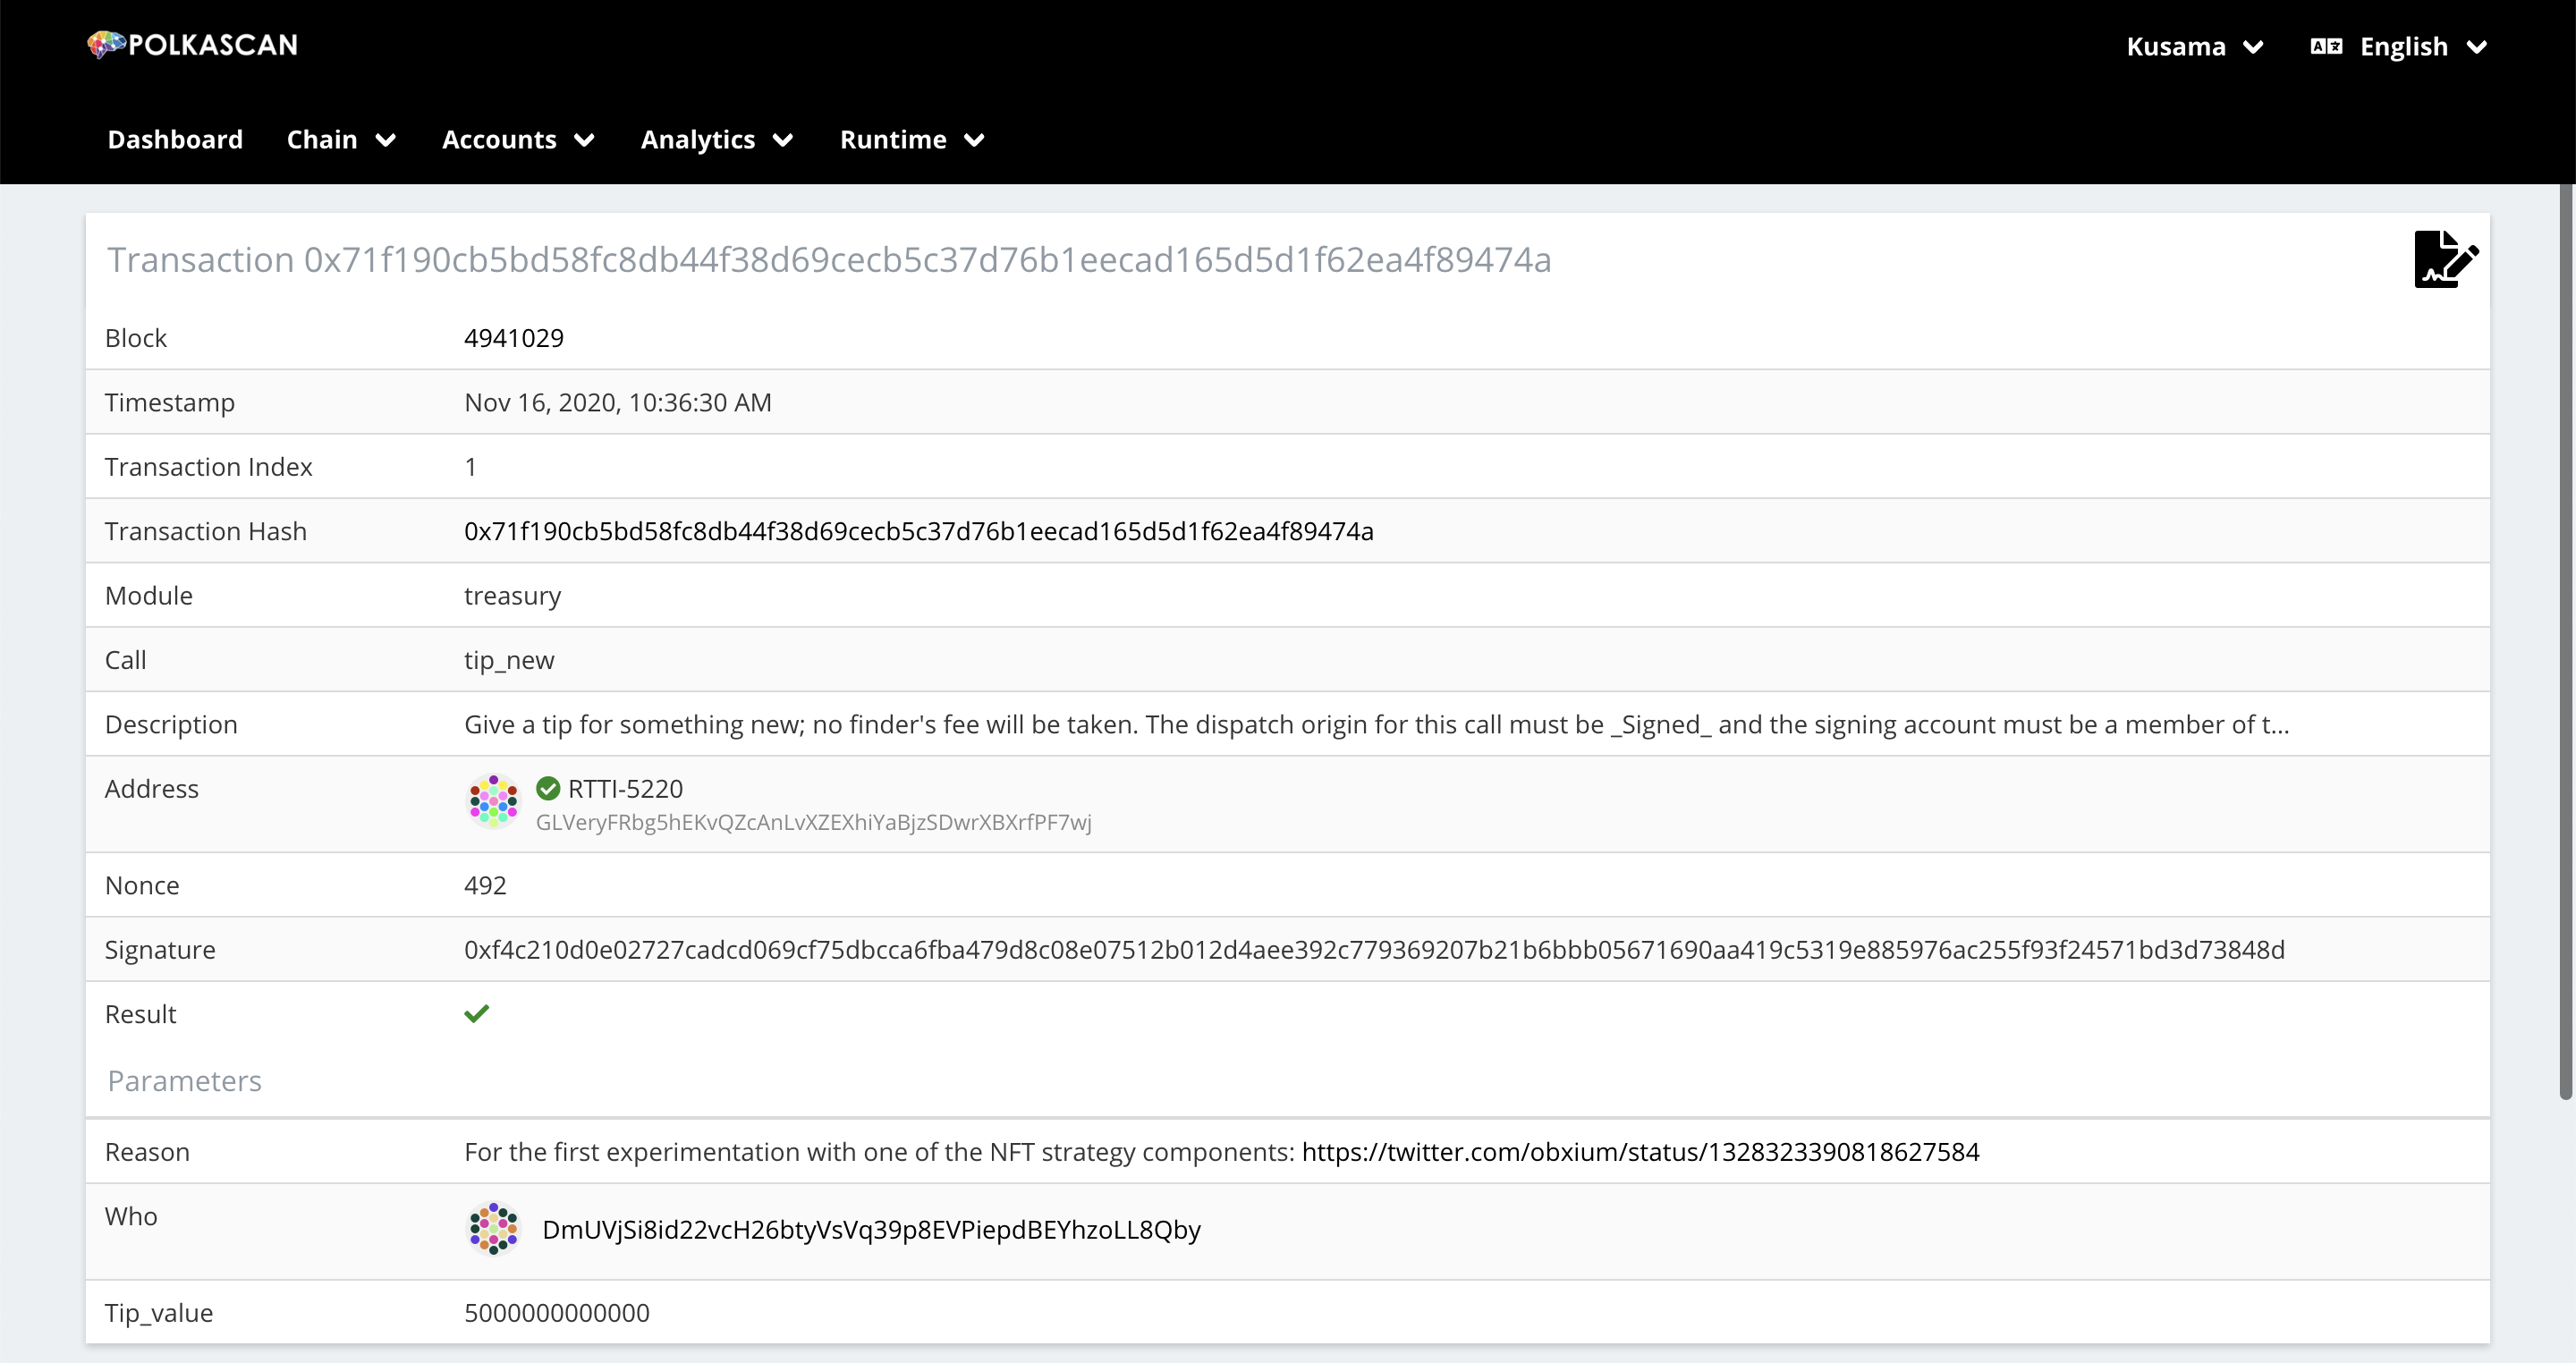 POLKASCAN
Kusama
English
Dashboard Chain Accounts Analytics Runtime
Transaction 0x71f190cb5bd58fc8db44f38d69cecb5c37d76b1eecad165d5d1f62ea4f89474a
Block 4941029
Timestamp Nov 16, 2020, 10:36:30 AM
Transaction Index 1
Transaction Hash 0x71f190cb5bd58fc8db44f38d69cecb5c37d76b1eecad165d5d1f62ea4f89474a
Module treasury
Call tip_new
Description Give a tip for something new; no finder's fee will be taken. The dispatch origin for this call must be _Signed_ and the signing account must be a member of t...
Address RTTI-5220
GLVeryFRbg5hEKvQZcAnLvXZEXhiYaBjzSDwrXBXrfPF7wj
Nonce 492
Signature 0xf4c210d0e02727cadcd069cf75dbcca6fba479d8c08e07512b012d4aee392c779369207b21b6bbb05671690aa419c5319e885976ac255f93f24571bd3d73848d
Result
Parameters
Reason For the first experimentation with one of the NFT strategy components: https://twitter.com/obxium/status/1328323390818627584
Who DmUVjSi8id22vcH26btyVsVq39p8EVPiepdBEYhzoLL8Qby
Tip_value 5000000000000